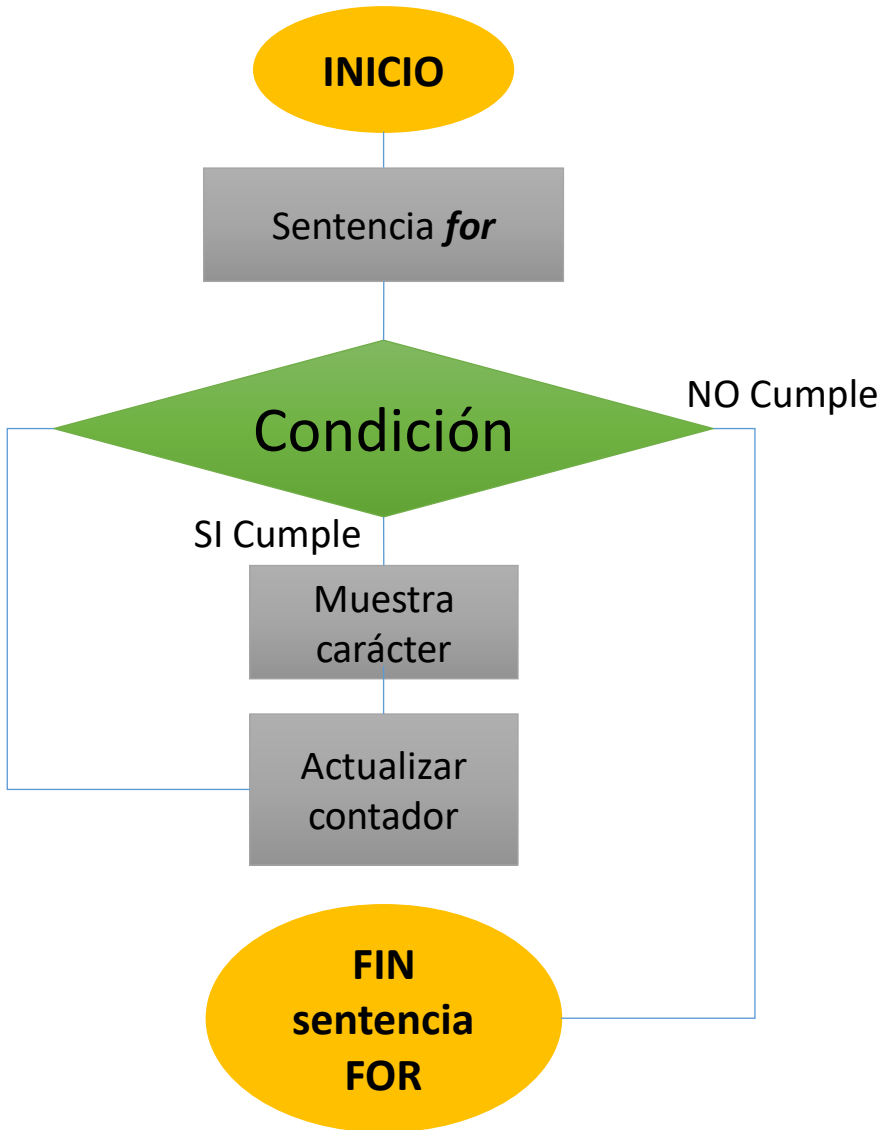 INICIO
Sentencia for
NO Cumple
Condición
SI Cumple
Muestra
carácter
Actualizar
contador
FIN
sentencia
FOR